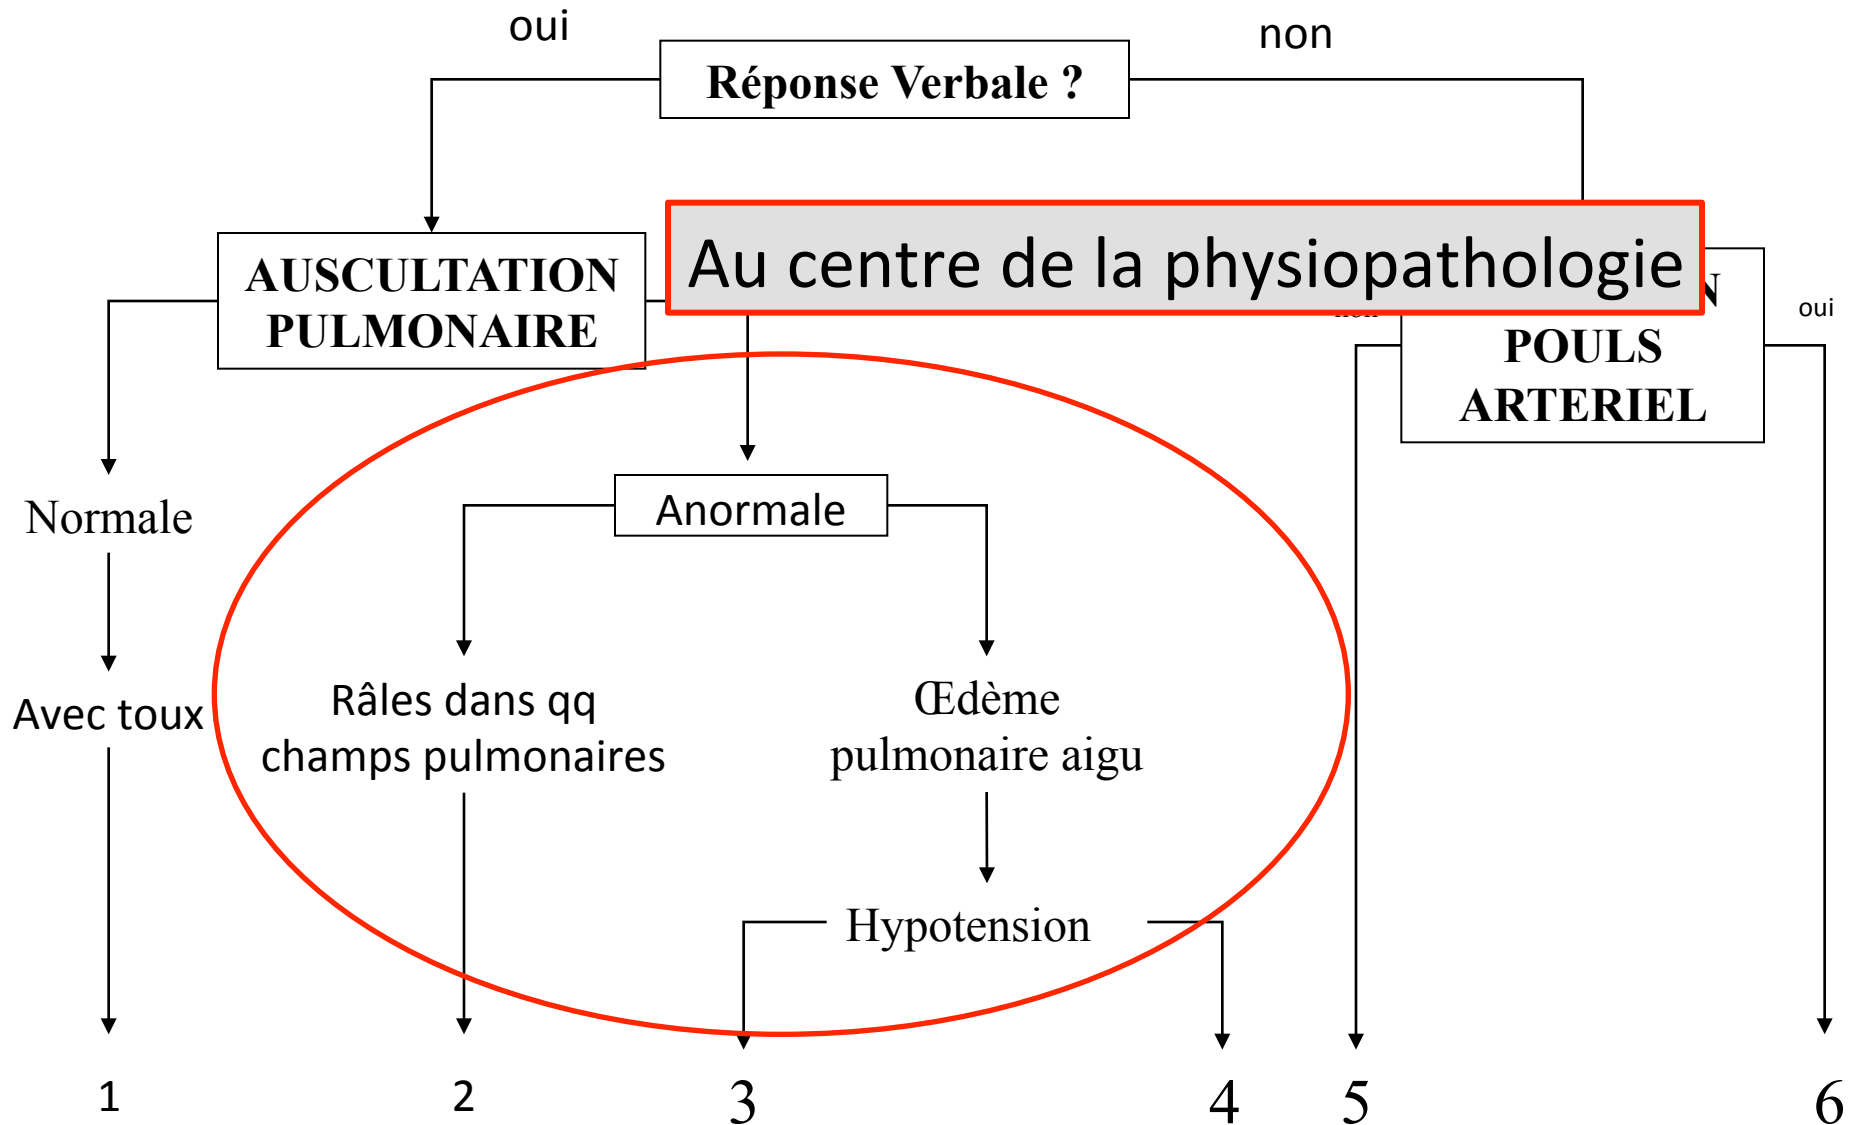 oui
non
Réponse Verbale ?
Au centre de la physiopathologie
AUSCULTATION
PULMONAIRE
oui
POULS
ARTERIEL
Normale
Anormale
Avec toux
Râles dans qq
champs pulmonaires
Œdème
pulmonaire aigu
Hypotension
1
2
3
4
5
6